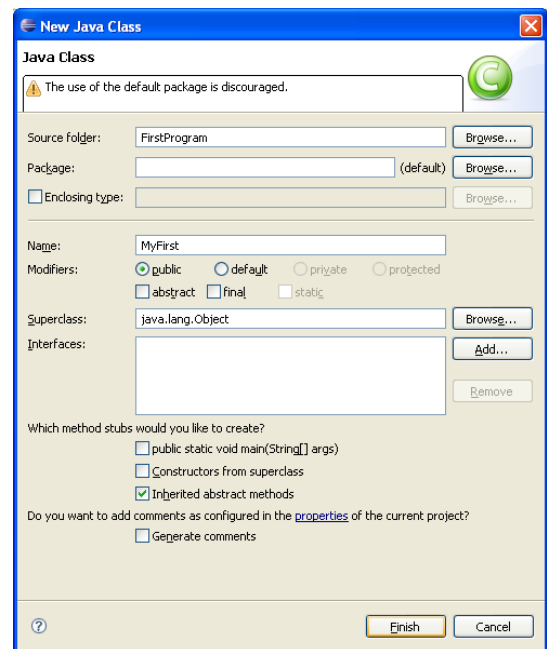 New Java Class
Java Class
The use of the default package is discouraged.
Source folder: FirstProgram Browse...
Package: (default) Browse...
Enclosing type: Browse...
Name: MyFirst
Modifiers: public default private protected
abstract final static
Superclass: java.lang.Object Browse...
Interfaces: Add...
Remove
Which method stubs would you like to create?
public static void main(String[] args)
Constructors from superclass
Inherited abstract methods
Do you want to add comments as configured in the properties of the current project?
Generate comments
? Finish Cancel